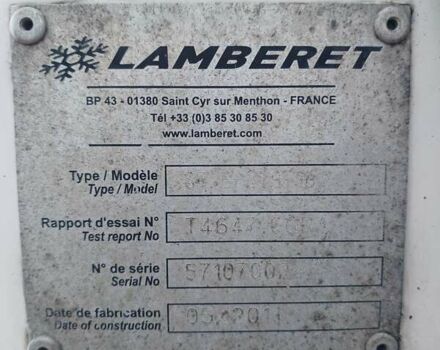 LAMBERET
BP 43 - 01380 Saint Cyr sur Menthon - FRANCE
Tél +33 (0)3 85 30 85 30
www.lamberet.com
Type / Modèle
Type / Model
Rapport d'essai N°
Test report No
N° de série
Serial No
Date de fabrication
Date of construction